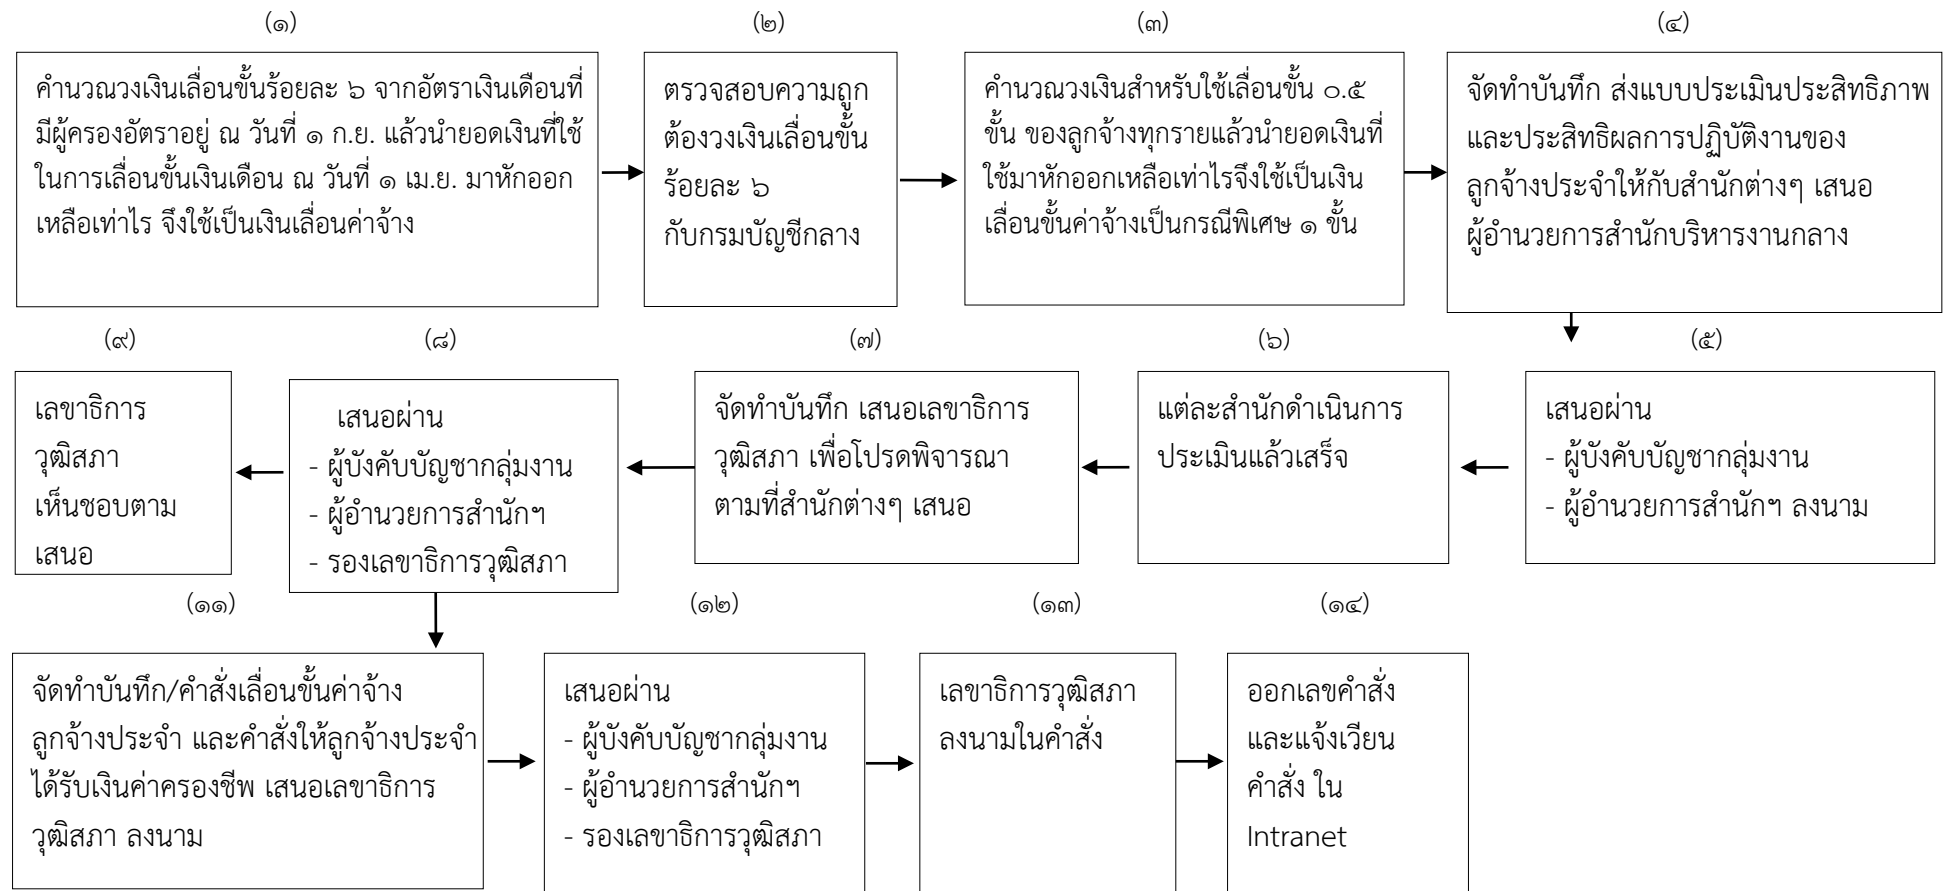 (๑)
คำนวณวงเงินเลื่อนขั้นร้อยละ ๖ จากอัตราเงินเดือนที่
มีผู้ครองอัตราอยู่ ณ วันที่ ๑ ก.ย. แล้วนำยอดเงินที่ใช้
ในการเลื่อนขั้นเงินเดือน ณ วันที่ ๑ เม.ย. มาหักออก
เหลือเท่าไร จึงใช้เป็นเงินเลื่อนค่าจ้าง
(๒)
ตรวจสอบความถูก
ต้องวงเงินเลื่อนขั้น
ร้อยละ ๖
กับกรมบัญชีกลาง
(๓)
คำนวณวงเงินสำหรับใช้เลื่อนขั้น ๐.๕
ขั้น ของลูกจ้างทุกรายแล้วนำยอดเงินที่
ใช้มาหักออกเหลือเท่าไรจึงใช้เป็นเงิน
เลื่อนขั้นค่าจ้างเป็นกรณีพิเศษ ๑ ขั้น
(๔)
จัดทำบันทึก ส่งแบบประเมินประสิทธิภาพ
และประสิทธิผลการปฏิบัติงานของ
ลูกจ้างประจำให้กับสำนักต่างๆ เสนอ
ผู้อำนวยการสำนักบริหารงานกลาง
(๕)
เสนอผ่าน
- ผู้บังคับบัญชากลุ่มงาน
- ผู้อำนวยการสำนักฯ ลงนาม
(๖)
แต่ละสำนักดำเนินการ
ประเมินแล้วเสร็จ
(๗)
จัดทำบันทึก เสนอเลขาธิการ
วุฒิสภา เพื่อโปรดพิจารณา
ตามที่สำนักต่างๆ เสนอ
(๘)
เสนอผ่าน
- ผู้บังคับบัญชากลุ่มงาน
- ผู้อำนวยการสำนักฯ
- รองเลขาธิการวุฒิสภา
(๙)
เลขาธิการ
วุฒิสภา
เห็นชอบตาม
เสนอ
(๑๑)
จัดทำบันทึก/คำสั่งเลื่อนขั้นค่าจ้าง
ลูกจ้างประจำ และคำสั่งให้ลูกจ้างประจำ
ได้รับเงินค่าครองชีพ เสนอเลขาธิการ
วุฒิสภา ลงนาม
(๑๒)
เสนอผ่าน
- ผู้บังคับบัญชากลุ่มงาน
- ผู้อำนวยการสำนักฯ
- รองเลขาธิการวุฒิสภา
(๑๓)
เลขาธิการวุฒิสภา
ลงนามในคำสั่ง
(๑๔)
ออกเลขคำสั่ง
และแจ้งเวียน
คำสั่ง ใน
Intranet